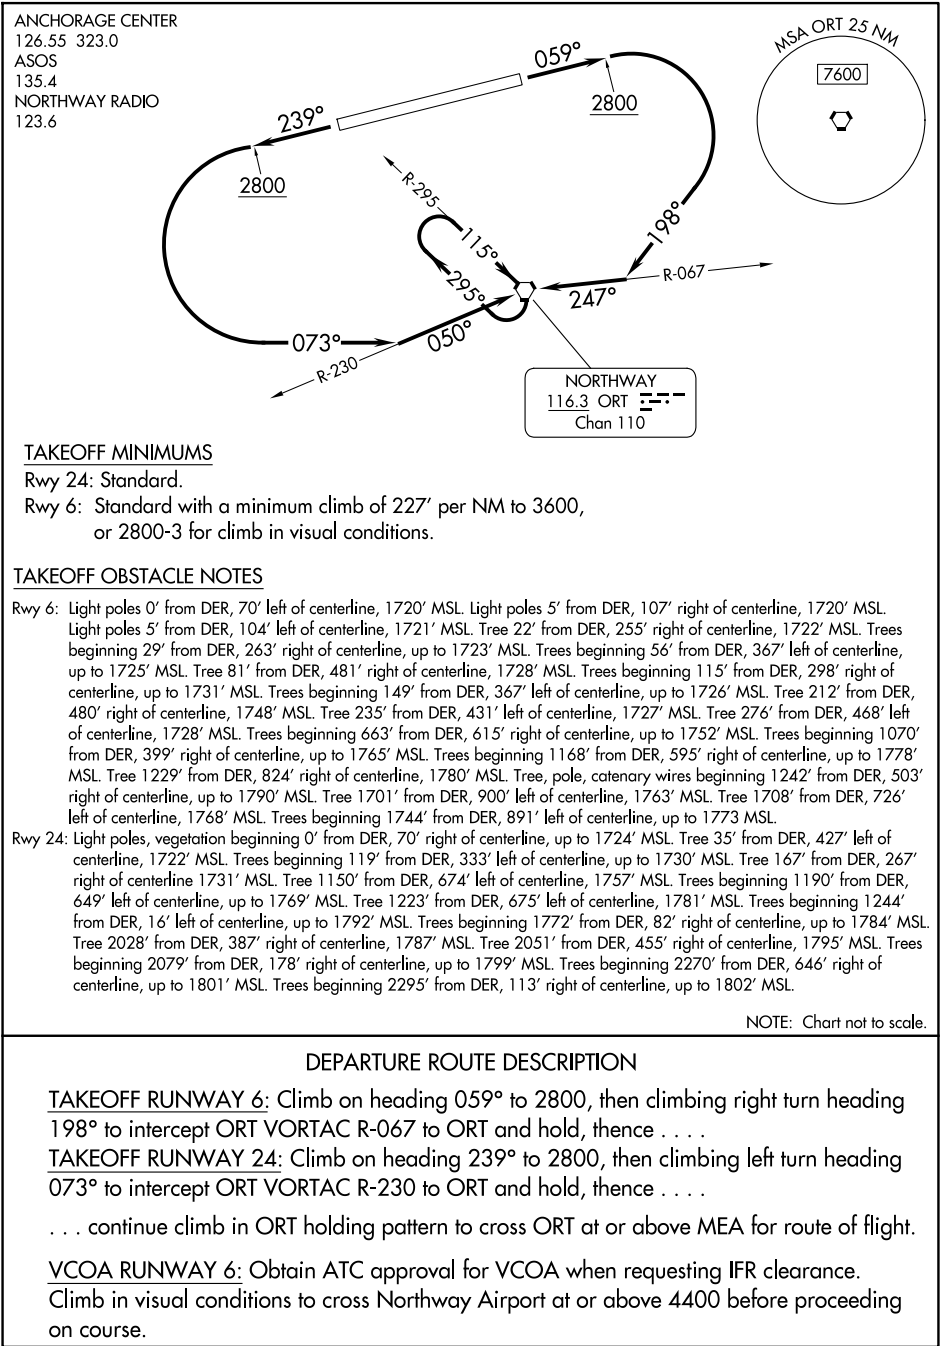 ANCHORAGE CENTER
126.55 323.0
ASOS
135.4
NORTHWAY RADIO
123.6
MSA ORT 25 NM
7600
059°
2800
239°
2800
R-295
115°
198°
295°
R-067
247°
073°
050°
R-230
NORTHWAY
116.3 ORT
Chan 110
TAKEOFF MINIMUMS
Rwy 24: Standard.
Rwy 6: Standard with a minimum climb of 227' per NM to 3600,
or 2800-3 for climb in visual conditions.
TAKEOFF OBSTACLE NOTES
Rwy 6: Light poles 0' from DER, 70' left of centerline, 1720' MSL. Light poles 5' from DER, 107' right of centerline, 1720' MSL.
Light poles 5' from DER, 104' left of centerline, 1721' MSL. Tree 22' from DER, 255' right of centerline, 1722' MSL. Trees
beginning 29' from DER, 263' right of centerline, up to 1723' MSL. Trees beginning 56' from DER, 367' left of centerline,
up to 1725' MSL. Tree 81' from DER, 481' right of centerline, 1728' MSL. Trees beginning 115' from DER, 298' right of
centerline, up to 1731' MSL. Trees beginning 149' from DER, 367' left of centerline, up to 1726' MSL. Tree 212' from DER,
480' right of centerline, 1748' MSL. Tree 235' from DER, 431' left of centerline, 1727' MSL. Tree 276' from DER, 468' left
of centerline, 1728' MSL. Trees beginning 663' from DER, 615' right of centerline, up to 1752' MSL. Trees beginning 1070'
from DER, 399' right of centerline, up to 1765' MSL. Trees beginning 1168' from DER, 595' right of centerline, up to 1778'
MSL. Tree 1229' from DER, 824' right of centerline, 1780' MSL. Tree, pole, catenary wires beginning 1242' from DER, 503'
right of centerline, up to 1790' MSL. Tree 1701' from DER, 900' left of centerline, 1763' MSL. Tree 1708' from DER, 726'
left of centerline, 1768' MSL. Trees beginning 1744' from DER, 891' left of centerline, up to 1773 MSL.
Rwy 24: Light poles, vegetation beginning 0' from DER, 70' right of centerline, up to 1724' MSL. Tree 35' from DER, 427' left of
centerline, 1722' MSL. Trees beginning 119' from DER, 333' left of centerline, up to 1730' MSL. Tree 167' from DER, 267'
right of centerline 1731' MSL. Tree 1150' from DER, 674' left of centerline, 1757' MSL. Trees beginning 1190' from DER,
649' left of centerline, up to 1769' MSL. Tree 1223' from DER, 675' left of centerline, 1781' MSL. Trees beginning 1244'
from DER, 16' left of centerline, up to 1792' MSL. Trees beginning 1772' from DER, 82' right of centerline, up to 1784' MSL.
Tree 2028' from DER, 387' right of centerline, 1787' MSL. Tree 2051' from DER, 455' right of centerline, 1795' MSL. Trees
beginning 2079' from DER, 178' right of centerline, up to 1799' MSL. Trees beginning 2270' from DER, 646' right of
centerline, up to 1801' MSL. Trees beginning 2295' from DER, 113' right of centerline, up to 1802' MSL.
NOTE: Chart not to scale.
DEPARTURE ROUTE DESCRIPTION
TAKEOFF RUNWAY 6: Climb on heading 059° to 2800, then climbing right turn heading
198° to intercept ORT VORTAC R-067 to ORT and hold, thence . . . .
TAKEOFF RUNWAY 24: Climb on heading 239° to 2800, then climbing left turn heading
073° to intercept ORT VORTAC R-230 to ORT and hold, thence . . . .
. . . continue climb in ORT holding pattern to cross ORT at or above MEA for route of flight.
VCOA RUNWAY 6: Obtain ATC approval for VCOA when requesting IFR clearance.
Climb in visual conditions to cross Northway Airport at or above 4400 before proceeding
on course.